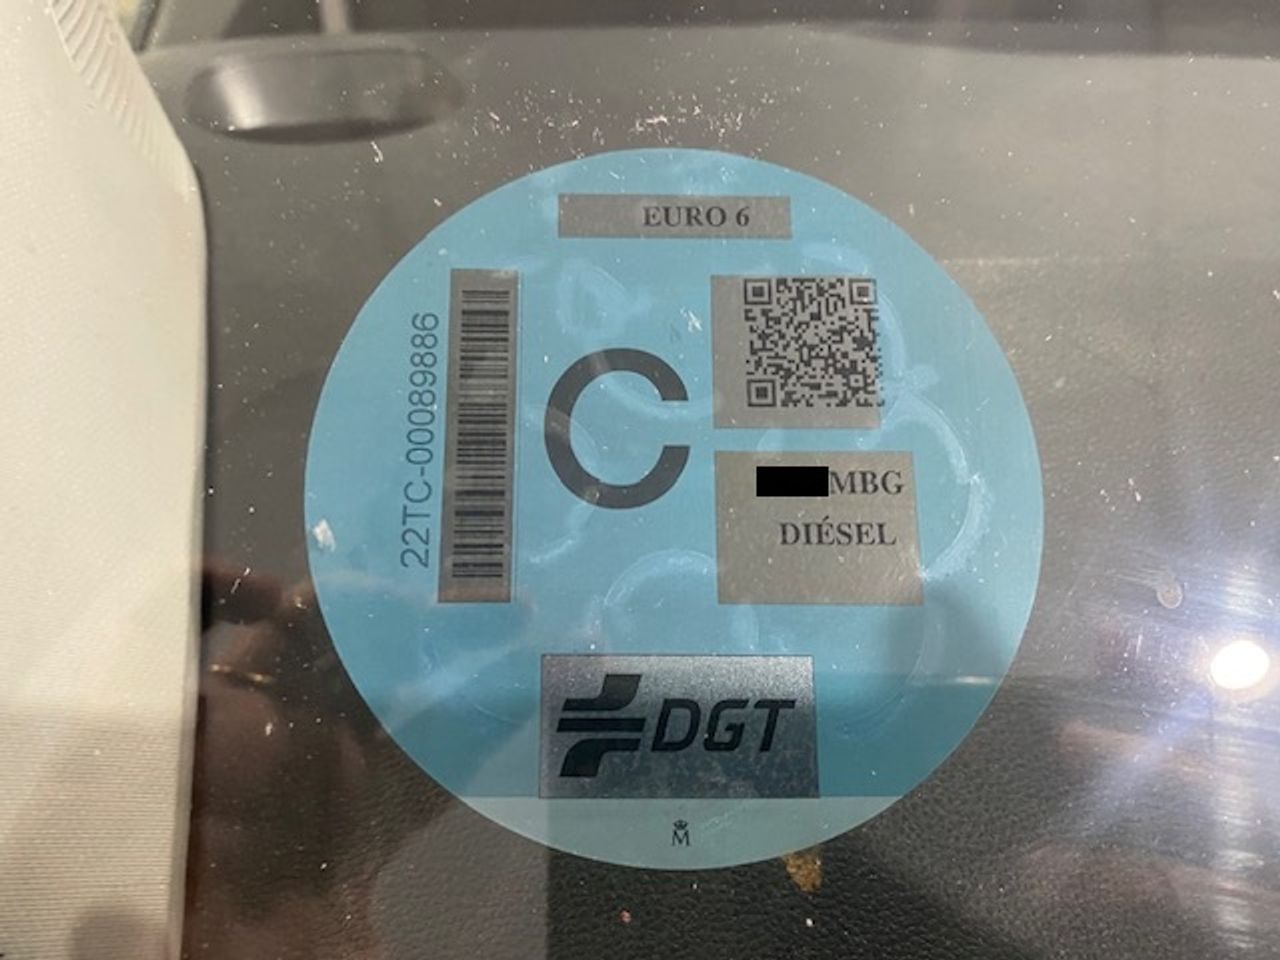 EURO 6
22TC-00089886
C
MBG
DIÉSEL
DGT
M